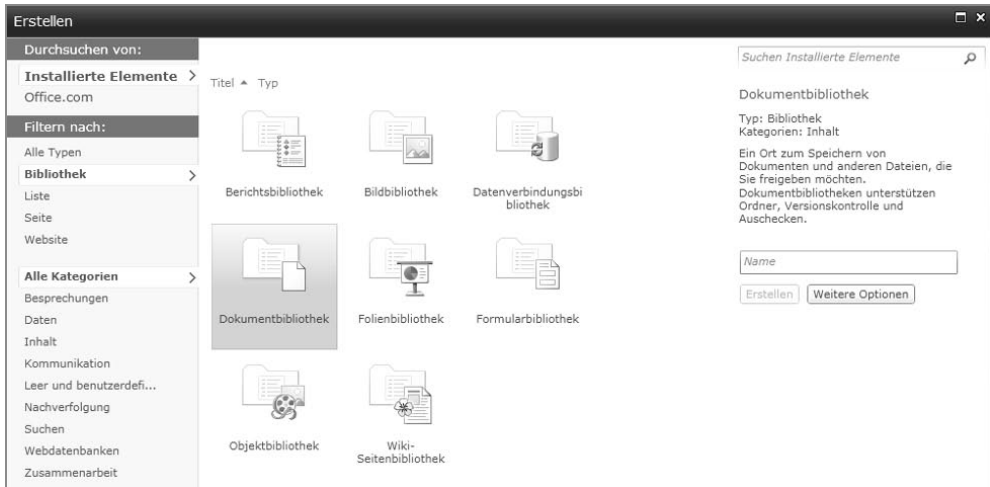 Erstellen
Durchsuchen von:
Installierte Elemente
Office.com
Filtern nach:
Alle Typen
Bibliothek
Liste
Seite
Website
Alle Kategorien
Besprechungen
Daten
Inhalt
Kommunikation
Leer und benutzerdefi...
Nachverfolgung
Suchen
Webdatenbanken
Zusammenarbeit
Titel Typ
Berichtsbibliothek
Bildbibliothek
Datenverbindungsbi
bliothek
Dokumentbibliothek
Folienbibliothek
Formularbibliothek
Objektbibliothek
Wiki-
Seitenbibliothek
Suchen Installierte Elemente
Dokumentbibliothek
Typ: Bibliothek
Kategorien: Inhalt
Ein Ort zum Speichern von
Dokumenten und anderen Dateien, die
Sie freigeben möchten.
Dokumentbibliotheken unterstützen
Ordner, Versionskontrolle und
Auschecken.
Name
Erstellen Weitere Optionen